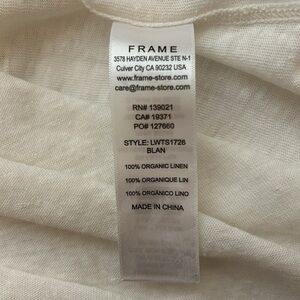 FRAME
3578 HAYDEN AVENUE STE N-1
Culver City CA 90232 USA
www.frame-store.com
care@frame-store.com
RN# 139021
CA# 19371
PO# 127660
STYLE: LWTS1726
BLAN
100% ORGANIC LINEN
100% ORGANIQUE LIN
100% ORGÁNICO LINO
MADE IN CHINA